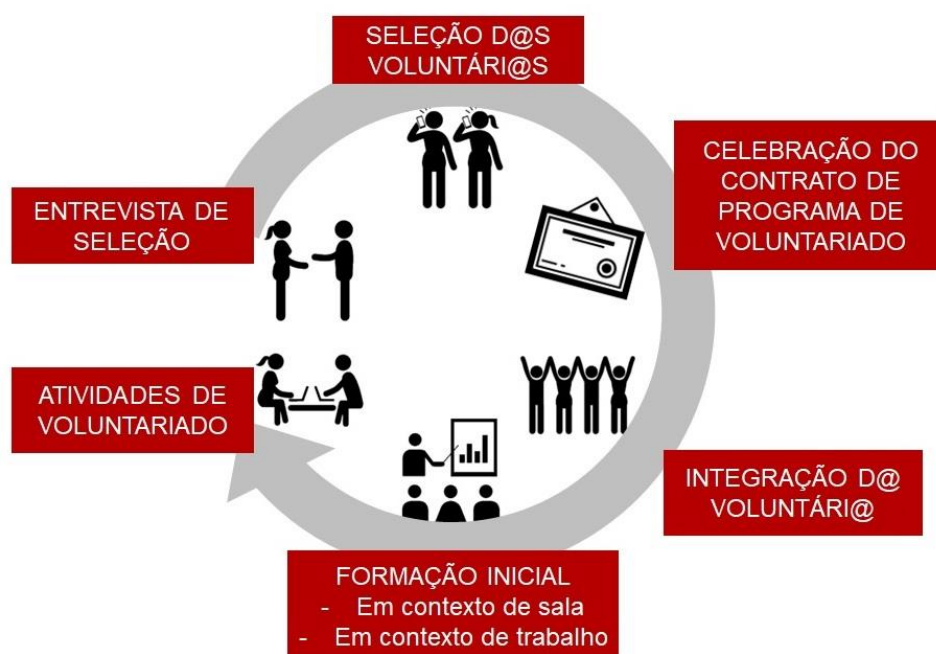 SELEÇÃO D@S
VOLUNTÁRI@S
CELEBRAÇÃO DO
CONTRATO DE
PROGRAMA DE
VOLUNTARIADO
ENTREVISTA DE
SELEÇÃO
ATIVIDADES DE
VOLUNTARIADO
INTEGRAÇÃO D@
VOLUNTÁRI@
FORMAÇÃO INICIAL
- Em contexto de sala
- Em contexto de trabalho